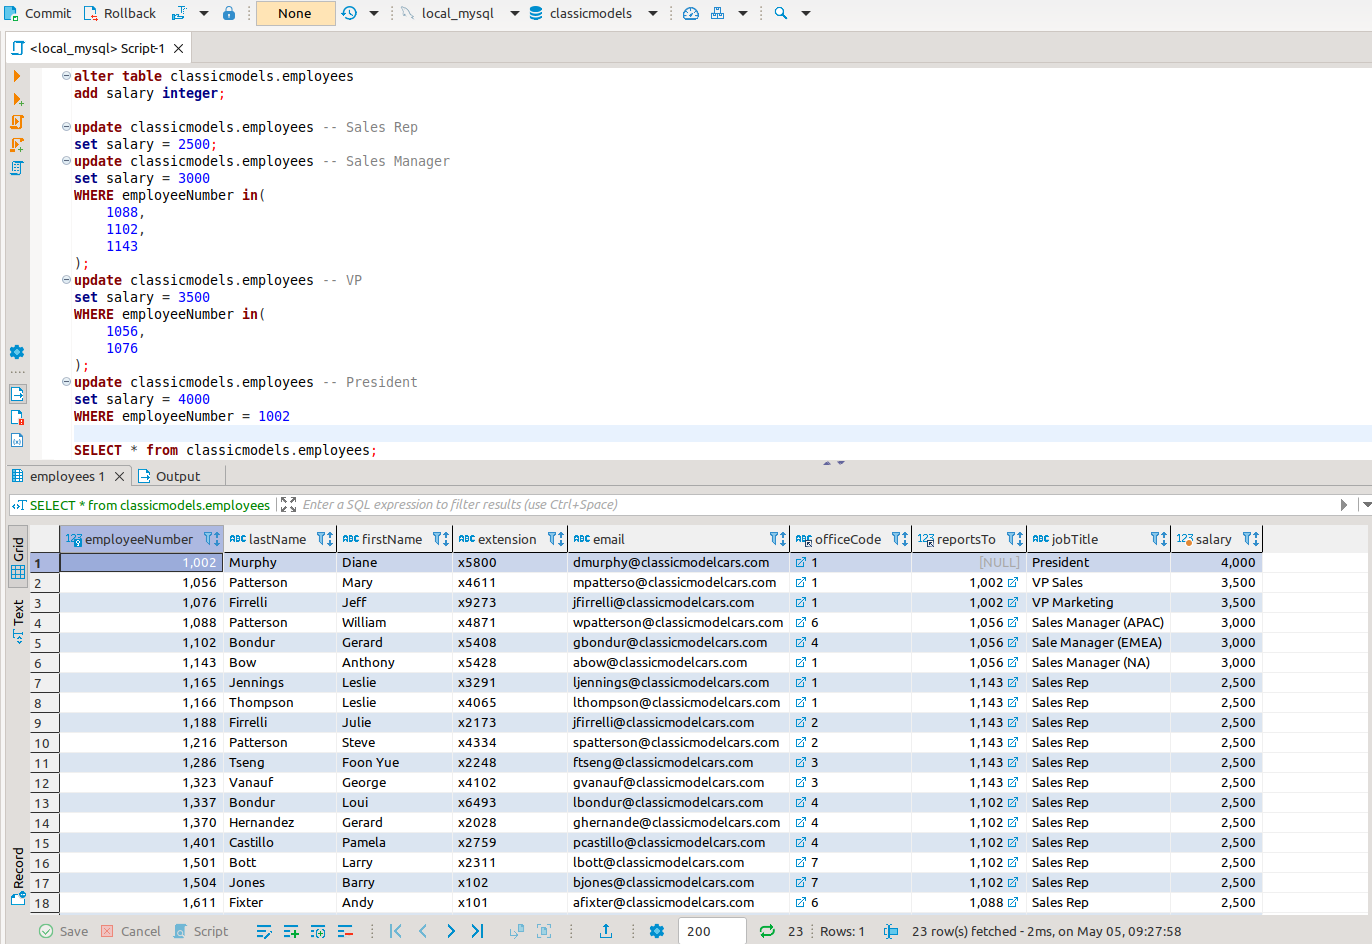 Commit Rollback None local_mysql classicmodels
<local_mysql> Script-1
alter table classicmodels.employees
add salary integer;
update classicmodels.employees -- Sales Rep
set salary = 2500;
update classicmodels.employees -- Sales Manager
set salary = 3000
WHERE employeeNumber in(
1088,
1102,
1143
);
update classicmodels.employees -- VP
set salary = 3500
WHERE employeeNumber in(
1056,
1076
);
update classicmodels.employees -- President
set salary = 4000
WHERE employeeNumber = 1002
SELECT * from classicmodels.employees;
employees 1 Output
SELECT * from classicmodels.employees Enter a SQL expression to filter results (use Ctrl+Space)
Grid
Text
Record
123 employeeNumber ABC lastName ABC firstName ABC extension ABC email ABC officeCode 123 reportsTo ABC jobTitle 123 salary
1 1,002 Murphy Diane x5800 dmurphy@classicmodelcars.com 1 [NULL] President 4,000
2 1,056 Patterson Mary x4611 mpatterso@classicmodelcars.com 1 1,002 VP Sales 3,500
3 1,076 Firrelli Jeff x9273 jfirrelli@classicmodelcars.com 1 1,002 VP Marketing 3,500
4 1,088 Patterson William x4871 wpatterson@classicmodelcars.com 6 1,056 Sales Manager (APAC) 3,000
5 1,102 Bondur Gerard x5408 gbondur@classicmodelcars.com 4 1,056 Sale Manager (EMEA) 3,000
6 1,143 Bow Anthony x5428 abow@classicmodelcars.com 1 1,056 Sales Manager (NA) 3,000
7 1,165 Jennings Leslie x3291 ljennings@classicmodelcars.com 1 1,143 Sales Rep 2,500
8 1,166 Thompson Leslie x4065 lthompson@classicmodelcars.com 1 1,143 Sales Rep 2,500
9 1,188 Firrelli Julie x2173 jfirrelli@classicmodelcars.com 2 1,143 Sales Rep 2,500
10 1,216 Patterson Steve x4334 spatterson@classicmodelcars.com 2 1,143 Sales Rep 2,500
11 1,286 Tseng Foon Yue x2248 ftseng@classicmodelcars.com 3 1,143 Sales Rep 2,500
12 1,323 Vanauf George x4102 gvanauf@classicmodelcars.com 3 1,143 Sales Rep 2,500
13 1,337 Bondur Loui x6493 lbondur@classicmodelcars.com 4 1,102 Sales Rep 2,500
14 1,370 Hernandez Gerard x2028 ghernande@classicmodelcars.com 4 1,102 Sales Rep 2,500
15 1,401 Castillo Pamela x2759 pcastillo@classicmodelcars.com 4 1,102 Sales Rep 2,500
16 1,501 Bott Larry x2311 lbott@classicmodelcars.com 7 1,102 Sales Rep 2,500
17 1,504 Jones Barry x102 bjones@classicmodelcars.com 7 1,102 Sales Rep 2,500
18 1,611 Fixter Andy x101 afixter@classicmodelcars.com 6 1,088 Sales Rep 2,500
Save Cancel Script 200 23 Rows: 1 23 row(s) fetched - 2ms, on May 05, 09:27:58